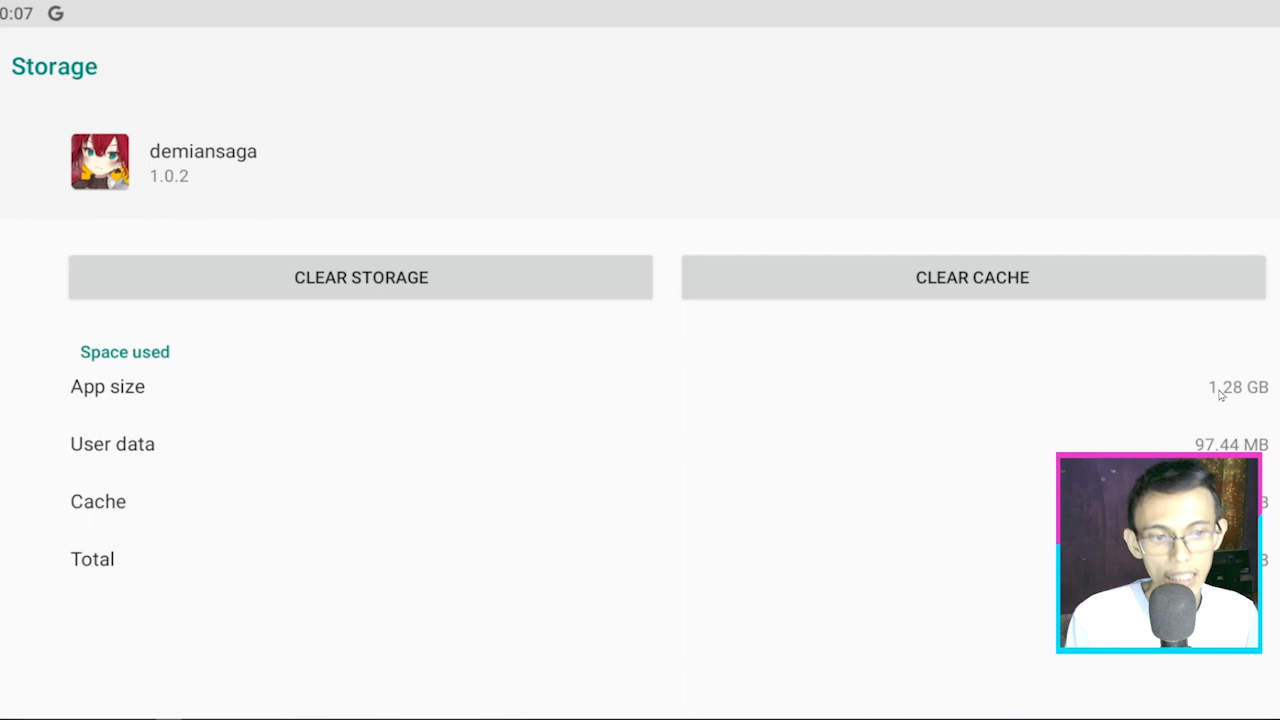 0:07
Storage
demiansaga
1.0.2
CLEAR STORAGE
CLEAR CACHE
Space used
App size
1.28 GB
User data
97.44 MB
Cache
B
Total
B